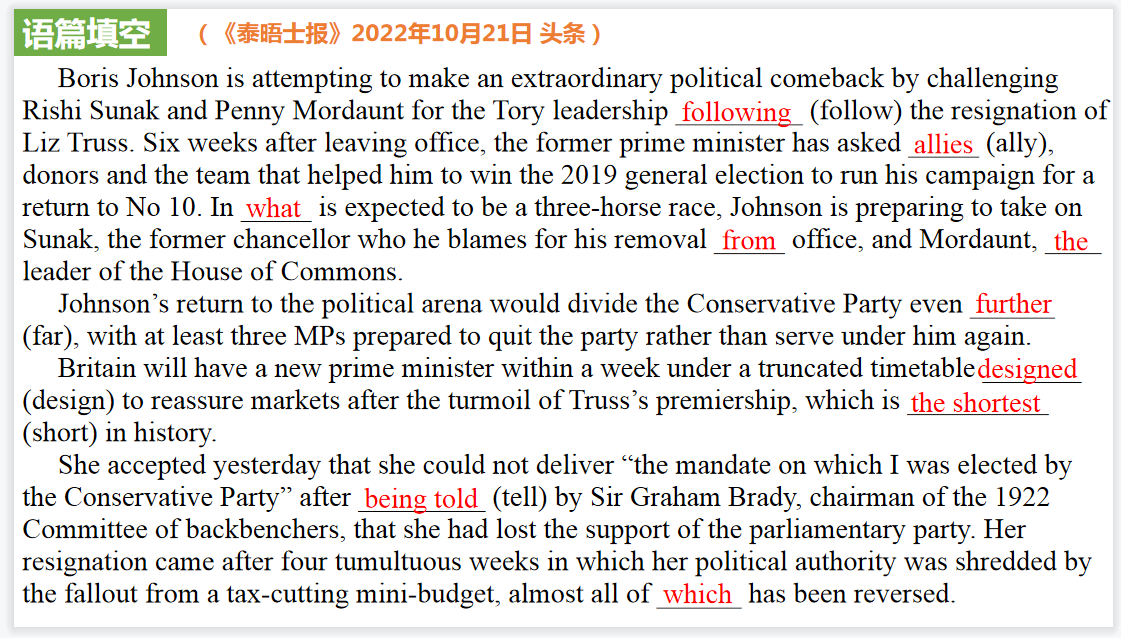 语篇填空 （《泰晤士报》2022年10月21日 头条）
Boris Johnson is attempting to make an extraordinary political comeback by challenging
Rishi Sunak and Penny Mordaunt for the Tory leadership following (follow) the resignation of
Liz Truss. Six weeks after leaving office, the former prime minister has asked allies (ally),
donors and the team that helped him to win the 2019 general election to run his campaign for a
return to No 10. In what is expected to be a three-horse race, Johnson is preparing to take on
Sunak, the former chancellor who he blames for his removal from office, and Mordaunt, the
leader of the House of Commons.
Johnson’s return to the political arena would divide the Conservative Party even further
(far), with at least three MPs prepared to quit the party rather than serve under him again.
Britain will have a new prime minister within a week under a truncated timetable designed
(design) to reassure markets after the turmoil of Truss’s premiership, which is the shortest
(short) in history.
She accepted yesterday that she could not deliver “the mandate on which I was elected by
the Conservative Party” after being told (tell) by Sir Graham Brady, chairman of the 1922
Committee of backbenchers, that she had lost the support of the parliamentary party. Her
resignation came after four tumultuous weeks in which her political authority was shredded by
the fallout from a tax-cutting mini-budget, almost all of which has been reversed.